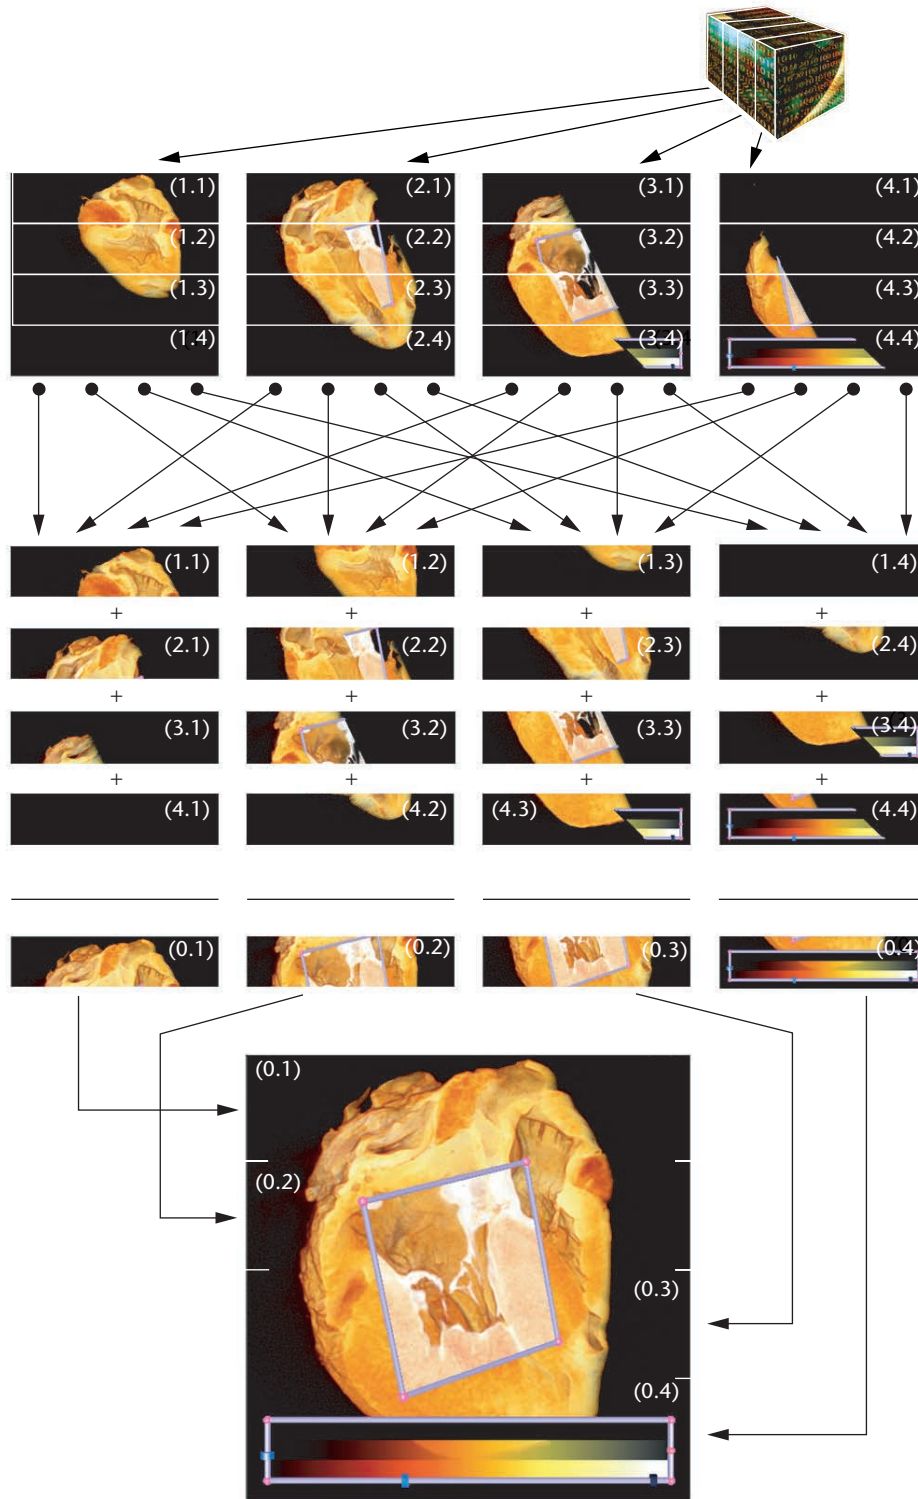 (1.1) (2.1) (3.1) (4.1)
(1.2) (2.2) (3.2) (4.2)
(1.3) (2.3) (3.3) (4.3)
(1.4) (2.4) (3.4) (4.4)
(1.1) (1.2) (1.3) (1.4)
+ + + +
(2.1) (2.2) (2.3) (2.4)
+ + + +
(3.1) (3.2) (3.3) (3.4)
+ + + +
(4.1) (4.2) (4.3) (4.4)
(0.1) (0.2) (0.3) (0.4)
(0.1)
(0.2)
(0.3)
(0.4)